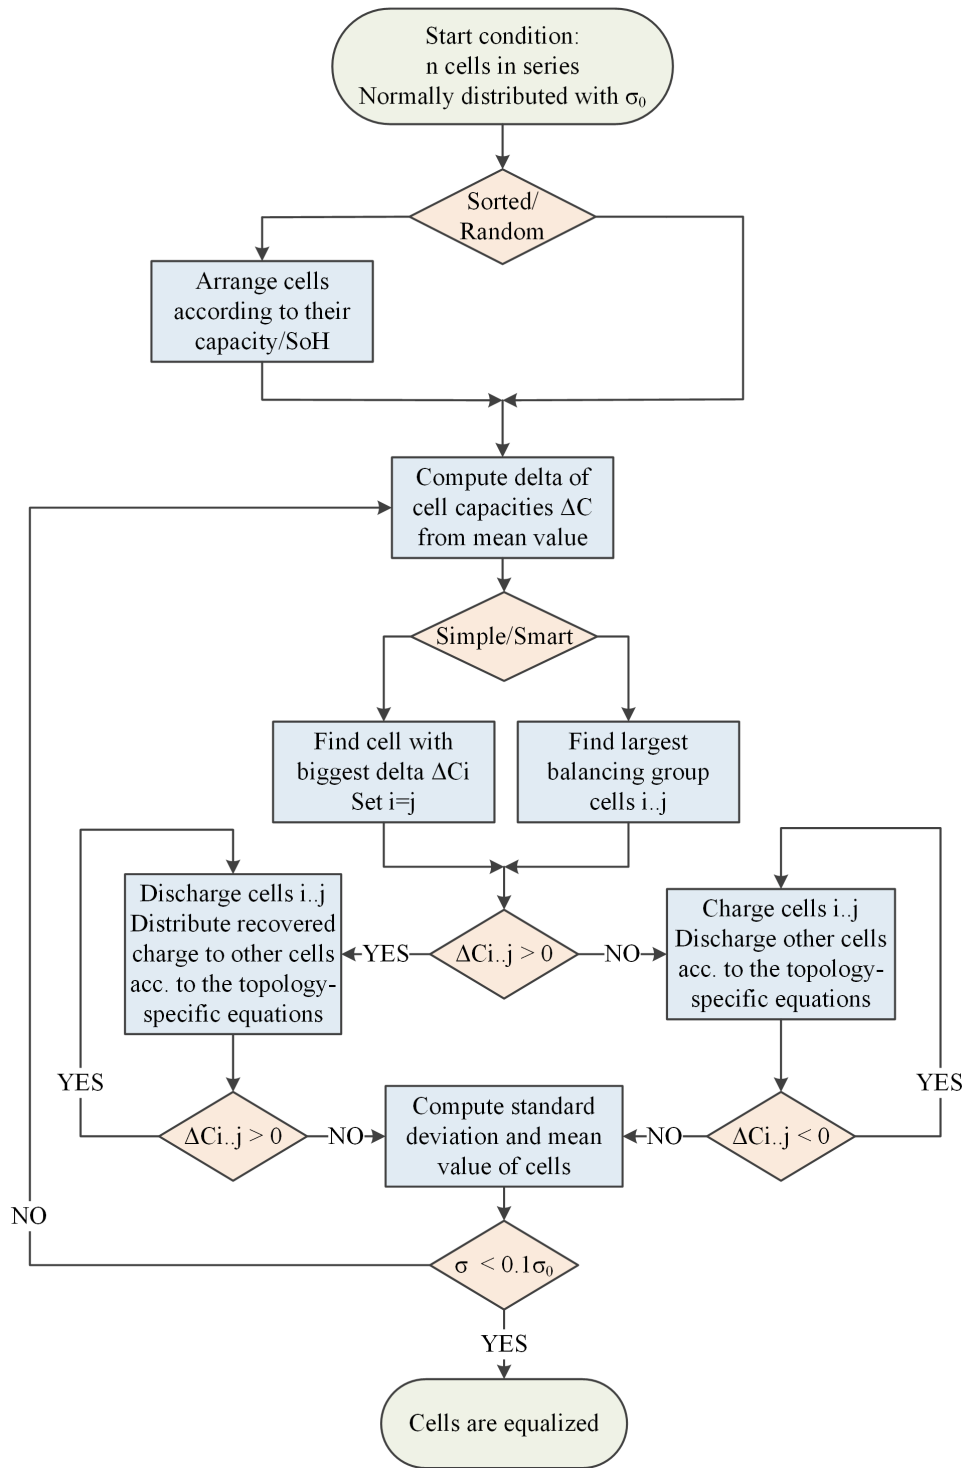 Start condition:
n cells in series
Normally distributed with σ₀
Sorted/
Random
Arrange cells
according to their
capacity/SoH
Compute delta of
cell capacities ΔC
from mean value
Simple/Smart
Find cell with
biggest delta ΔCi
Set i=j
Find largest
balancing group
cells i..j
Discharge cells i..j
Distribute recovered
charge to other cells
acc. to the topology-
specific equations
YES
ΔCi..j > 0
NO
Charge cells i..j
Discharge other cells
acc. to the topology-
specific equations
YES
ΔCi..j > 0
NO
Compute standard
deviation and mean
value of cells
NO
ΔCi..j < 0
YES
NO
σ < 0.1σ₀
YES
Cells are equalized